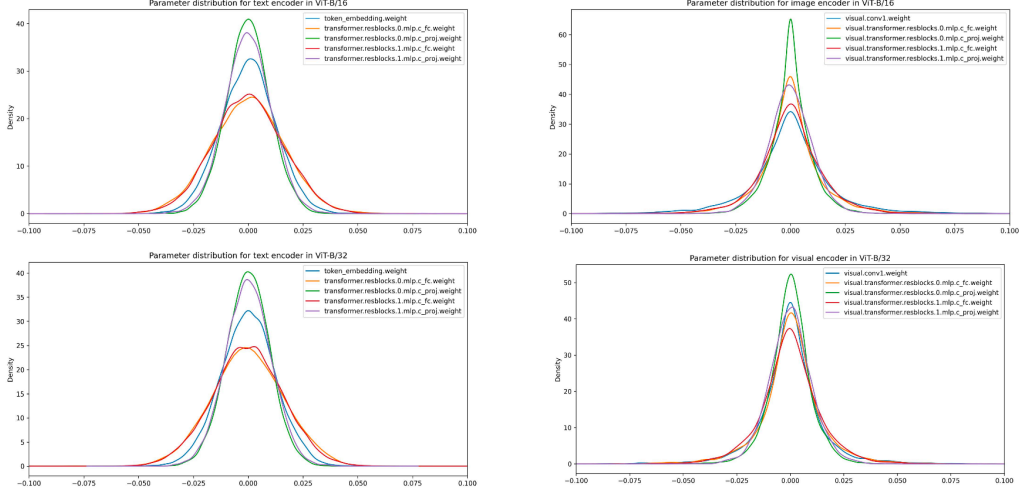 Parameter distribution for text encoder in ViT-B/16
token_embedding.weight
transformer.resblocks.0.mlp.c_fc.weight
transformer.resblocks.0.mlp.c_proj.weight
transformer.resblocks.1.mlp.c_fc.weight
transformer.resblocks.1.mlp.c_proj.weight
Density
40
30
20
10
0
−0.100 −0.075 −0.050 −0.025 0.000 0.025 0.050 0.075 0.100
Parameter distribution for image encoder in ViT-B/16
visual.conv1.weight
visual.transformer.resblocks.0.mlp.c_fc.weight
visual.transformer.resblocks.0.mlp.c_proj.weight
visual.transformer.resblocks.1.mlp.c_fc.weight
visual.transformer.resblocks.1.mlp.c_proj.weight
Density
60
50
40
30
20
10
0
−0.100 −0.075 −0.050 −0.025 0.000 0.025 0.050 0.075 0.100
Parameter distribution for text encoder in ViT-B/32
token_embedding.weight
transformer.resblocks.0.mlp.c_fc.weight
transformer.resblocks.0.mlp.c_proj.weight
transformer.resblocks.1.mlp.c_fc.weight
transformer.resblocks.1.mlp.c_proj.weight
Density
40
35
30
25
20
15
10
5
0
−0.100 −0.075 −0.050 −0.025 0.000 0.025 0.050 0.075 0.100
Parameter distribution for visual encoder in ViT-B/32
visual.conv1.weight
visual.transformer.resblocks.0.mlp.c_fc.weight
visual.transformer.resblocks.0.mlp.c_proj.weight
visual.transformer.resblocks.1.mlp.c_fc.weight
visual.transformer.resblocks.1.mlp.c_proj.weight
Density
50
40
30
20
10
0
−0.100 −0.075 −0.050 −0.025 0.000 0.025 0.050 0.075 0.100